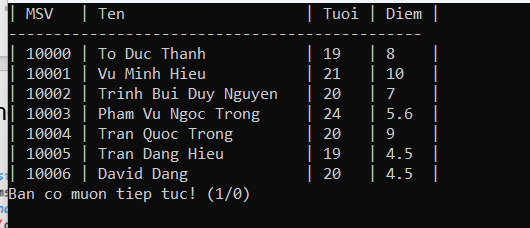 | MSV | Ten | Tuoi | Diem |
-----------------------------------------------
| 10000 | To Duc Thanh | 19 | 8 |
| 10001 | Vu Minh Hieu | 21 | 10 |
| 10002 | Trinh Bui Duy Nguyen | 20 | 7 |
| 10003 | Pham Vu Ngoc Trong | 24 | 5.6 |
| 10004 | Tran Quoc Trong | 20 | 9 |
| 10005 | Tran Dang Hieu | 19 | 4.5 |
| 10006 | David Dang | 20 | 4.5 |
Ban co muon tiep tuc! (1/0)